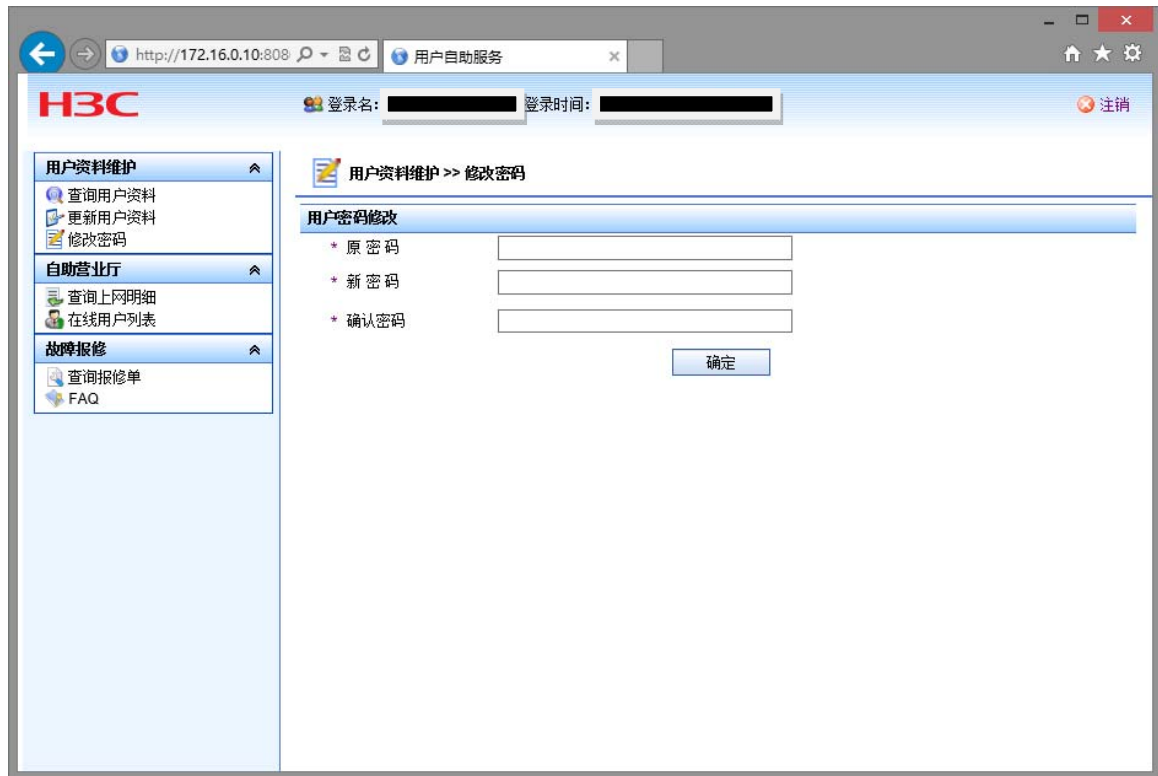 http://172.16.0.10:808
用户自助服务
H3C
登录名: 登录时间:
注销
用户资料维护
查询用户资料
更新用户资料
修改密码
自助营业厅
查询上网明细
在线用户列表
故障报修
查询报修单
FAQ
用户资料维护 >> 修改密码
用户密码修改
* 原 密 码
* 新 密 码
* 确认密码
确定